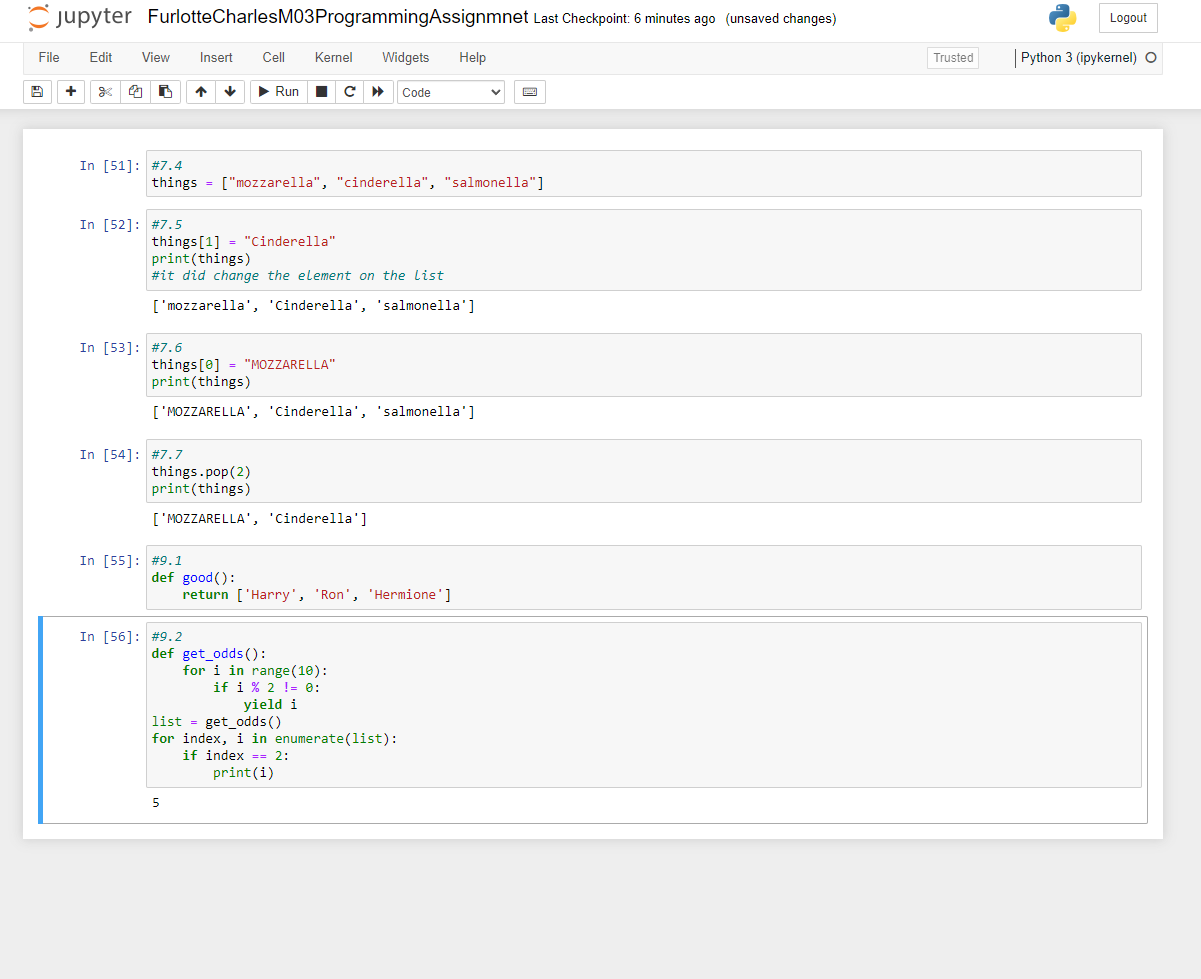 jupyter FurlotteCharlesM03ProgrammingAssignmnet Last Checkpoint: 6 minutes ago (unsaved changes) Logout
File Edit View Insert Cell Kernel Widgets Help Trusted Python 3 (ipykernel)
Run Code
In [51]: #7.4
things = ["mozzarella", "cinderella", "salmonella"]
In [52]: #7.5
things[1] = "Cinderella"
print(things)
#it did change the element on the list
['mozzarella', 'Cinderella', 'salmonella']
In [53]: #7.6
things[0] = "MOZZARELLA"
print(things)
['MOZZARELLA', 'Cinderella', 'salmonella']
In [54]: #7.7
things.pop(2)
print(things)
['MOZZARELLA', 'Cinderella']
In [55]: #9.1
def good():
    return ['Harry', 'Ron', 'Hermione']
In [56]: #9.2
def get_odds():
    for i in range(10):
        if i % 2 != 0:
            yield i
list = get_odds()
for index, i in enumerate(list):
    if index == 2:
        print(i)
5